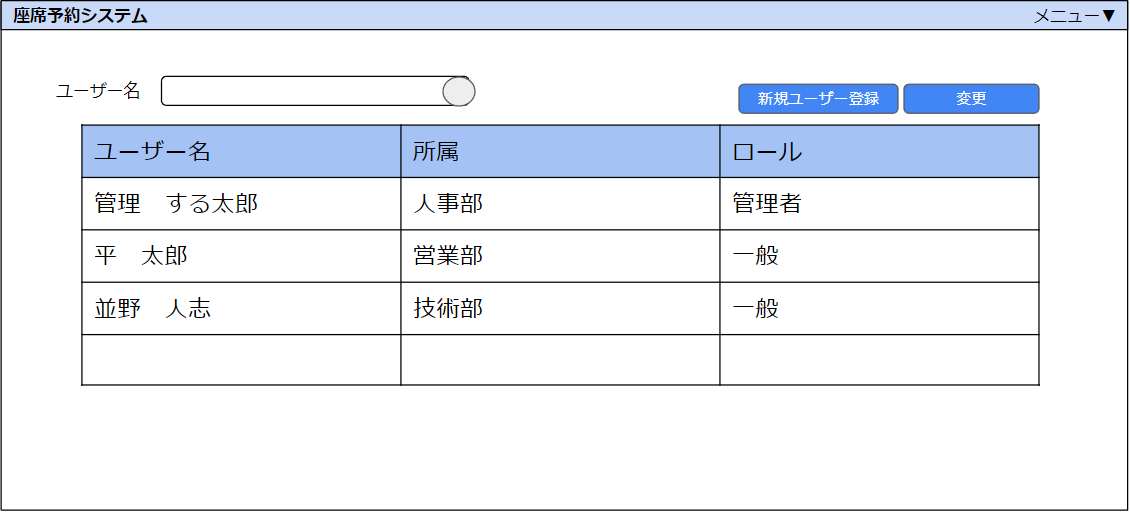 座席予約システム メニュー▼
ユーザー名
新規ユーザー登録 変更
ユーザー名 所属 ロール
管理　する太郎 人事部 管理者
平　太郎 営業部 一般
並野　人志 技術部 一般